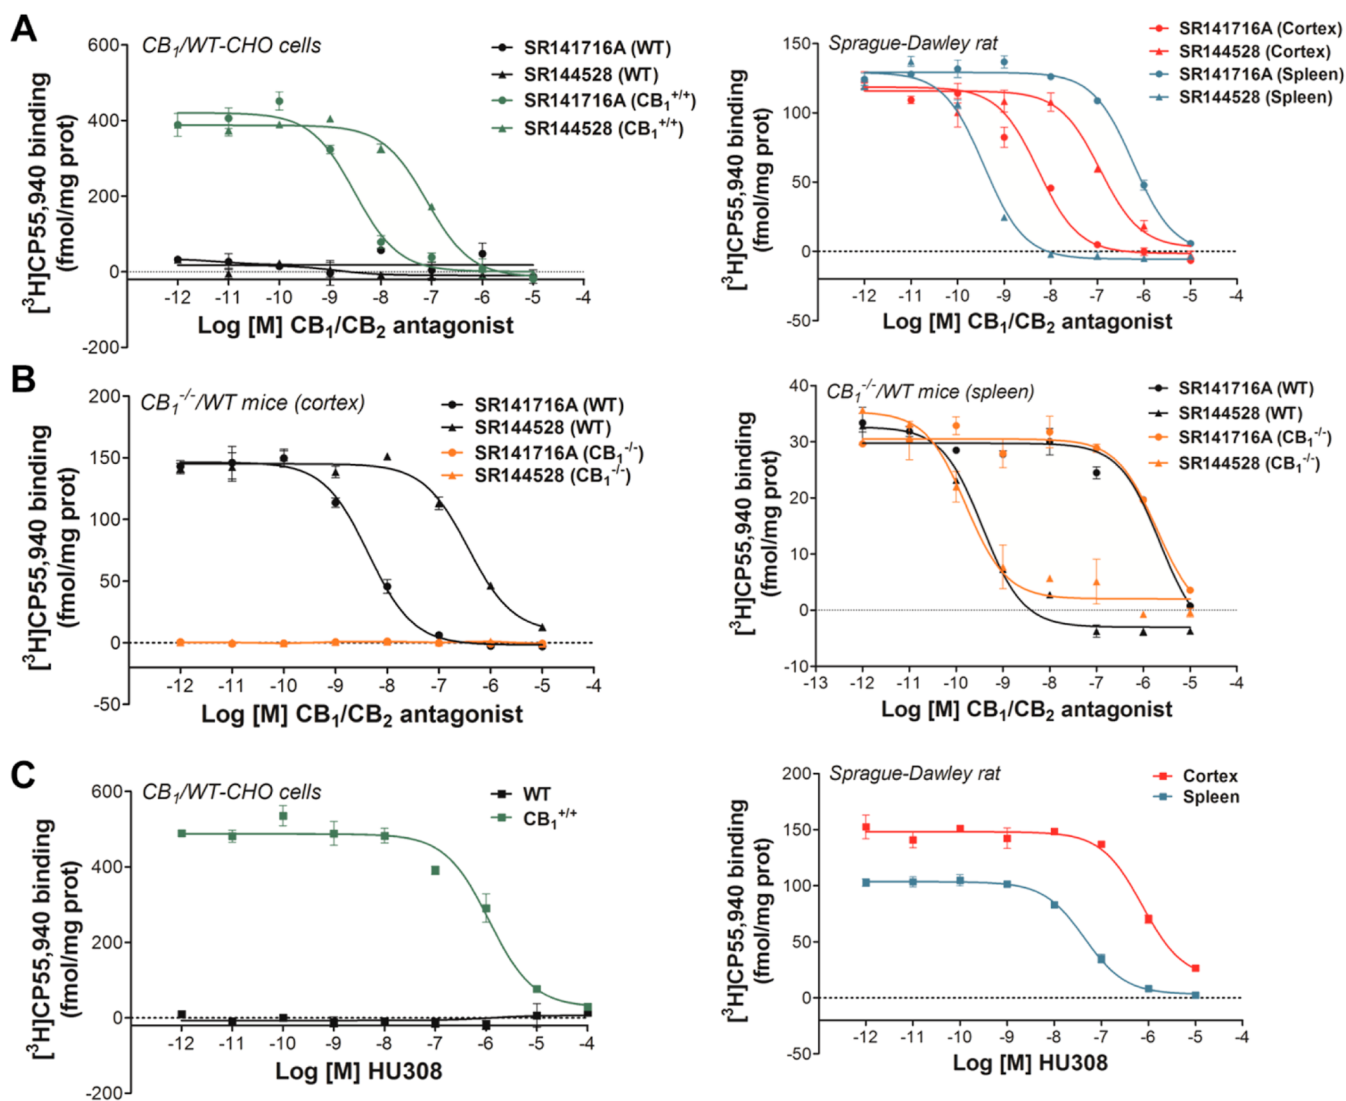 A
CB1/WT-CHO cells
SR141716A (WT)
SR144528 (WT)
SR141716A (CB1+/+)
SR144528 (CB1+/+)
[3H]CP55,940 binding
(fmol/mg prot)
600
400
200
0
-200
-12 -11 -10 -9 -8 -7 -6 -5 -4
Log [M] CB1/CB2 antagonist
Sprague-Dawley rat
SR141716A (Cortex)
SR144528 (Cortex)
SR141716A (Spleen)
SR144528 (Spleen)
[3H]CP55,940 binding
(fmol/mg prot)
150
100
50
0
-50
-12 -11 -10 -9 -8 -7 -6 -5 -4
Log [M] CB1/CB2 antagonist
B
CB1-/-/WT mice (cortex)
SR141716A (WT)
SR144528 (WT)
SR141716A (CB1-/-)
SR144528 (CB1-/-)
[3H]CP55,940 binding
(fmol/mg prot)
200
150
100
50
0
-50
-12 -11 -10 -9 -8 -7 -6 -5 -4
Log [M] CB1/CB2 antagonist
CB1-/-/WT mice (spleen)
SR141716A (WT)
SR144528 (WT)
SR141716A (CB1-/-)
SR144528 (CB1-/-)
[3H]CP55,940 binding
(fmol/mg prot)
40
30
20
10
0
-10
-13 -12 -11 -10 -9 -8 -7 -6 -5 -4
Log [M] CB1/CB2 antagonist
C
CB1/WT-CHO cells
WT
CB1+/+
[3H]CP55,940 binding
(fmol/mg prot)
600
400
200
0
-200
-12 -11 -10 -9 -8 -7 -6 -5 -4
Log [M] HU308
Sprague-Dawley rat
Cortex
Spleen
[3H]CP55,940 binding
(fmol/mg prot)
200
150
100
50
0
-50
-12 -11 -10 -9 -8 -7 -6 -5 -4
Log [M] HU308